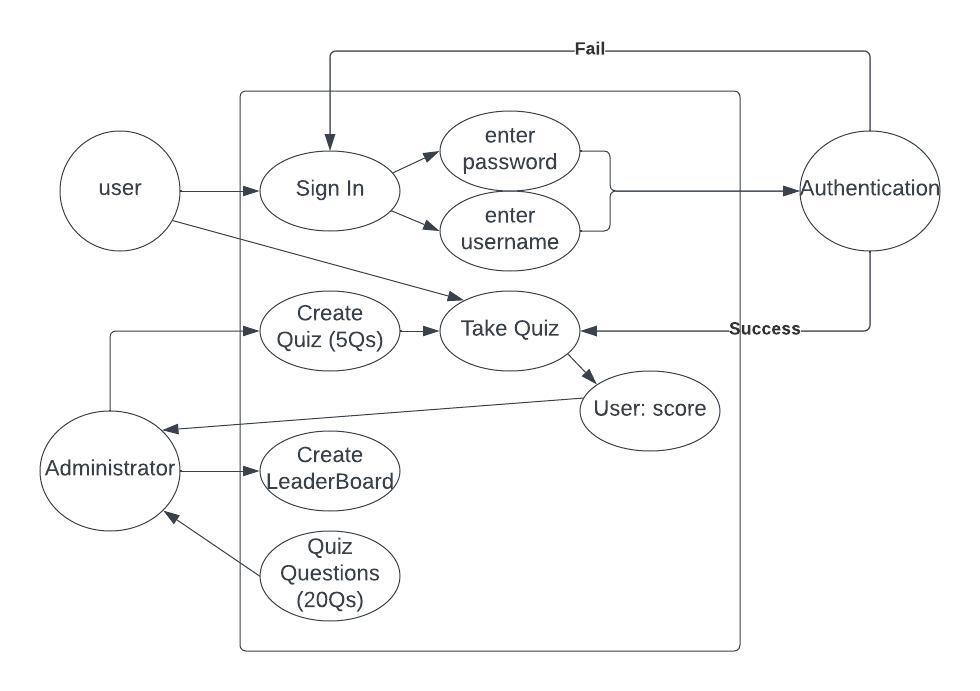 Fail
enter
password
user
Sign In
Authentication
enter
username
Create
Quiz (5Qs)
Take Quiz
Success
User: score
Administrator
Create
LeaderBoard
Quiz
Questions
(20Qs)